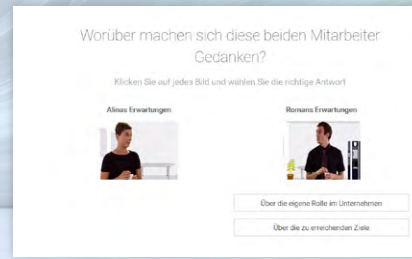 Worüber machen sich diese beiden Mitarbeiter
Gedanken?
Klicken Sie auf jedes Bild und wählen Sie die richtige Antwort
Alinas Erwartungen
Romans Erwartungen
Über die eigene Rolle im Unternehmen
Über die zu erreichenden Ziele